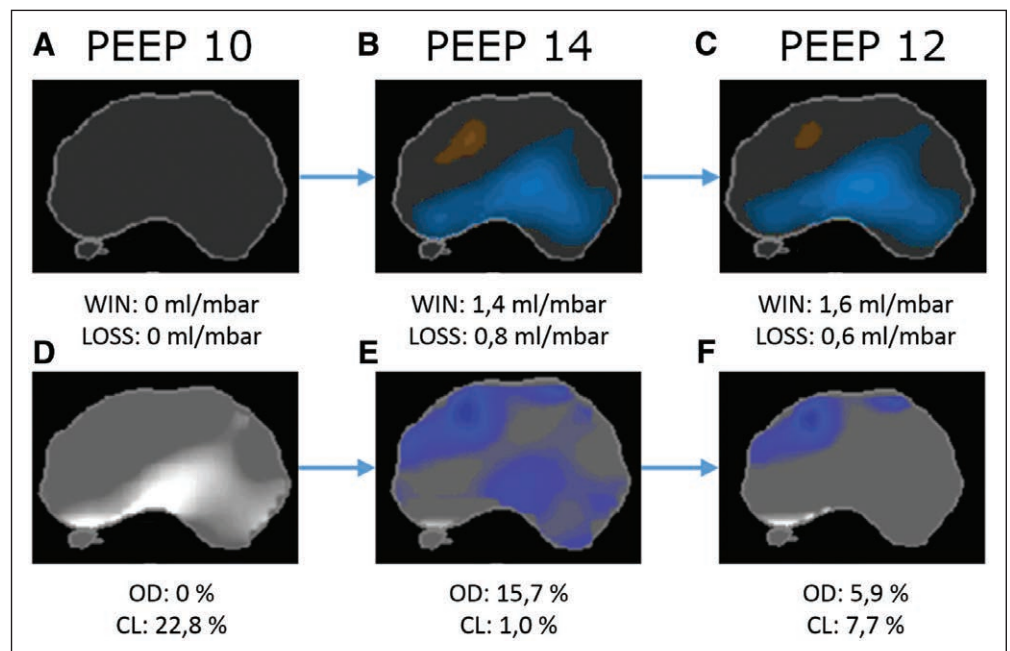 A PEEP 10
B PEEP 14
C PEEP 12
WIN: 0 ml/mbar
LOSS: 0 ml/mbar
WIN: 1,4 ml/mbar
LOSS: 0,8 ml/mbar
WIN: 1,6 ml/mbar
LOSS: 0,6 ml/mbar
D
E
F
OD: 0 %
CL: 22,8 %
OD: 15,7 %
CL: 1,0 %
OD: 5,9 %
CL: 7,7 %